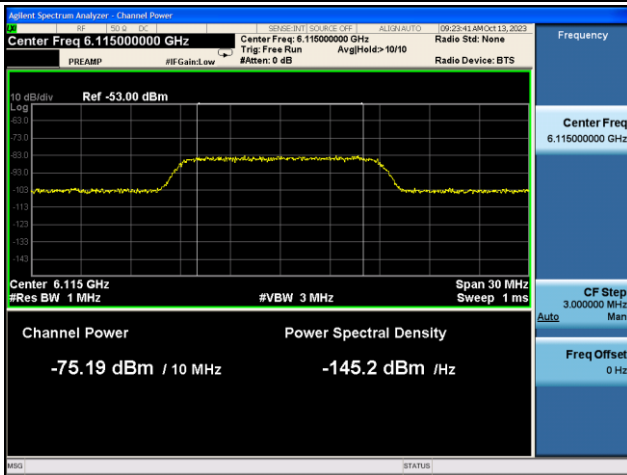 Agilent Spectrum Analyzer - Channel Power
RF 50 Ω DC SENSE:INT SOURCE OFF ALIGN AUTO 09:23:41 AM Oct 13, 2023
Center Freq 6.115000000 GHz
Center Freq: 6.115000000 GHz
Radio Std: None
Trig: Free Run Avg|Hold:>10/10
PREAMP #IFGain:Low #Atten: 0 dB Radio Device: BTS
Frequency
10 dB/div Ref -53.00 dBm
Log
-63.0
-73.0
-83.0
-93.0
-103
-113
-123
-133
-143
Center 6.115 GHz Span 30 MHz
#Res BW 1 MHz #VBW 3 MHz Sweep 1 ms
Center Freq
6.115000000 GHz
CF Step
3.000000 MHz
Auto Man
Freq Offset
0 Hz
Channel Power Power Spectral Density
-75.19 dBm / 10 MHz -145.2 dBm /Hz
MSG STATUS